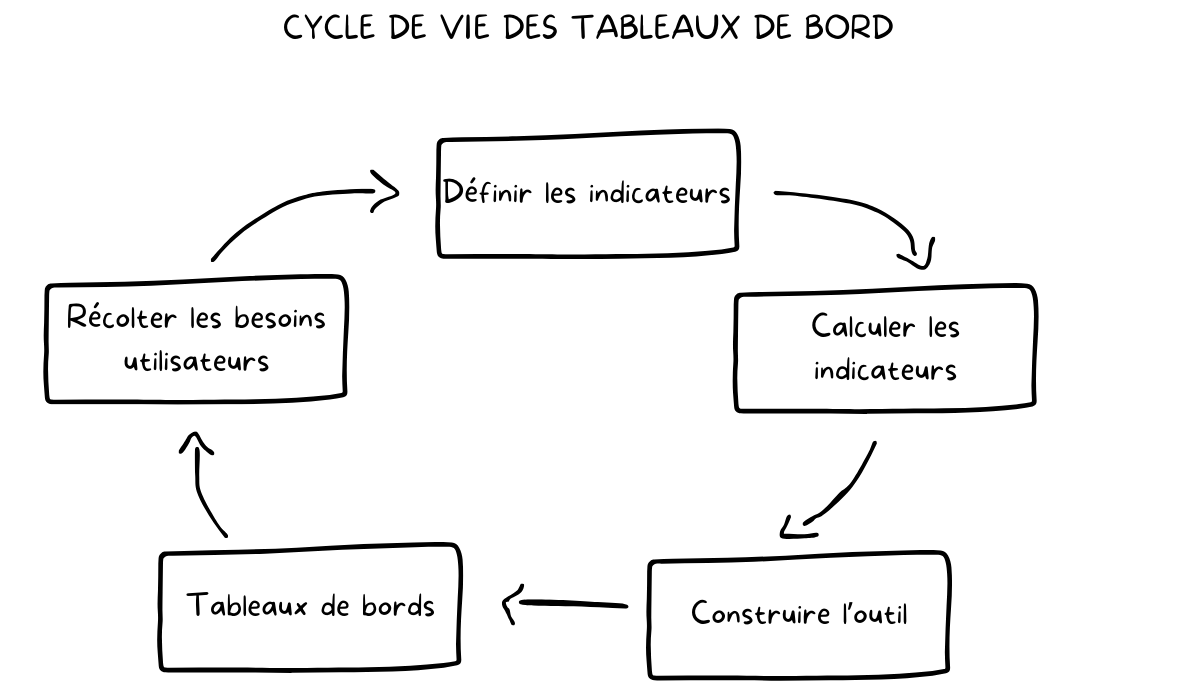 CYCLE DE VIE DES TABLEAUX DE BORD
Définir les indicateurs
Récolter les besoins
utilisateurs
Calculer les
indicateurs
Tableaux de bords
Construire l'outil